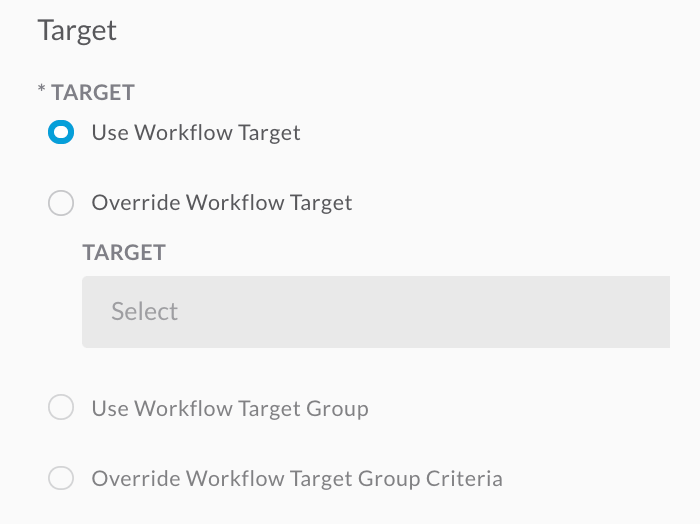 Target
* TARGET
Use Workflow Target
Override Workflow Target
TARGET
Select
Use Workflow Target Group
Override Workflow Target Group Criteria